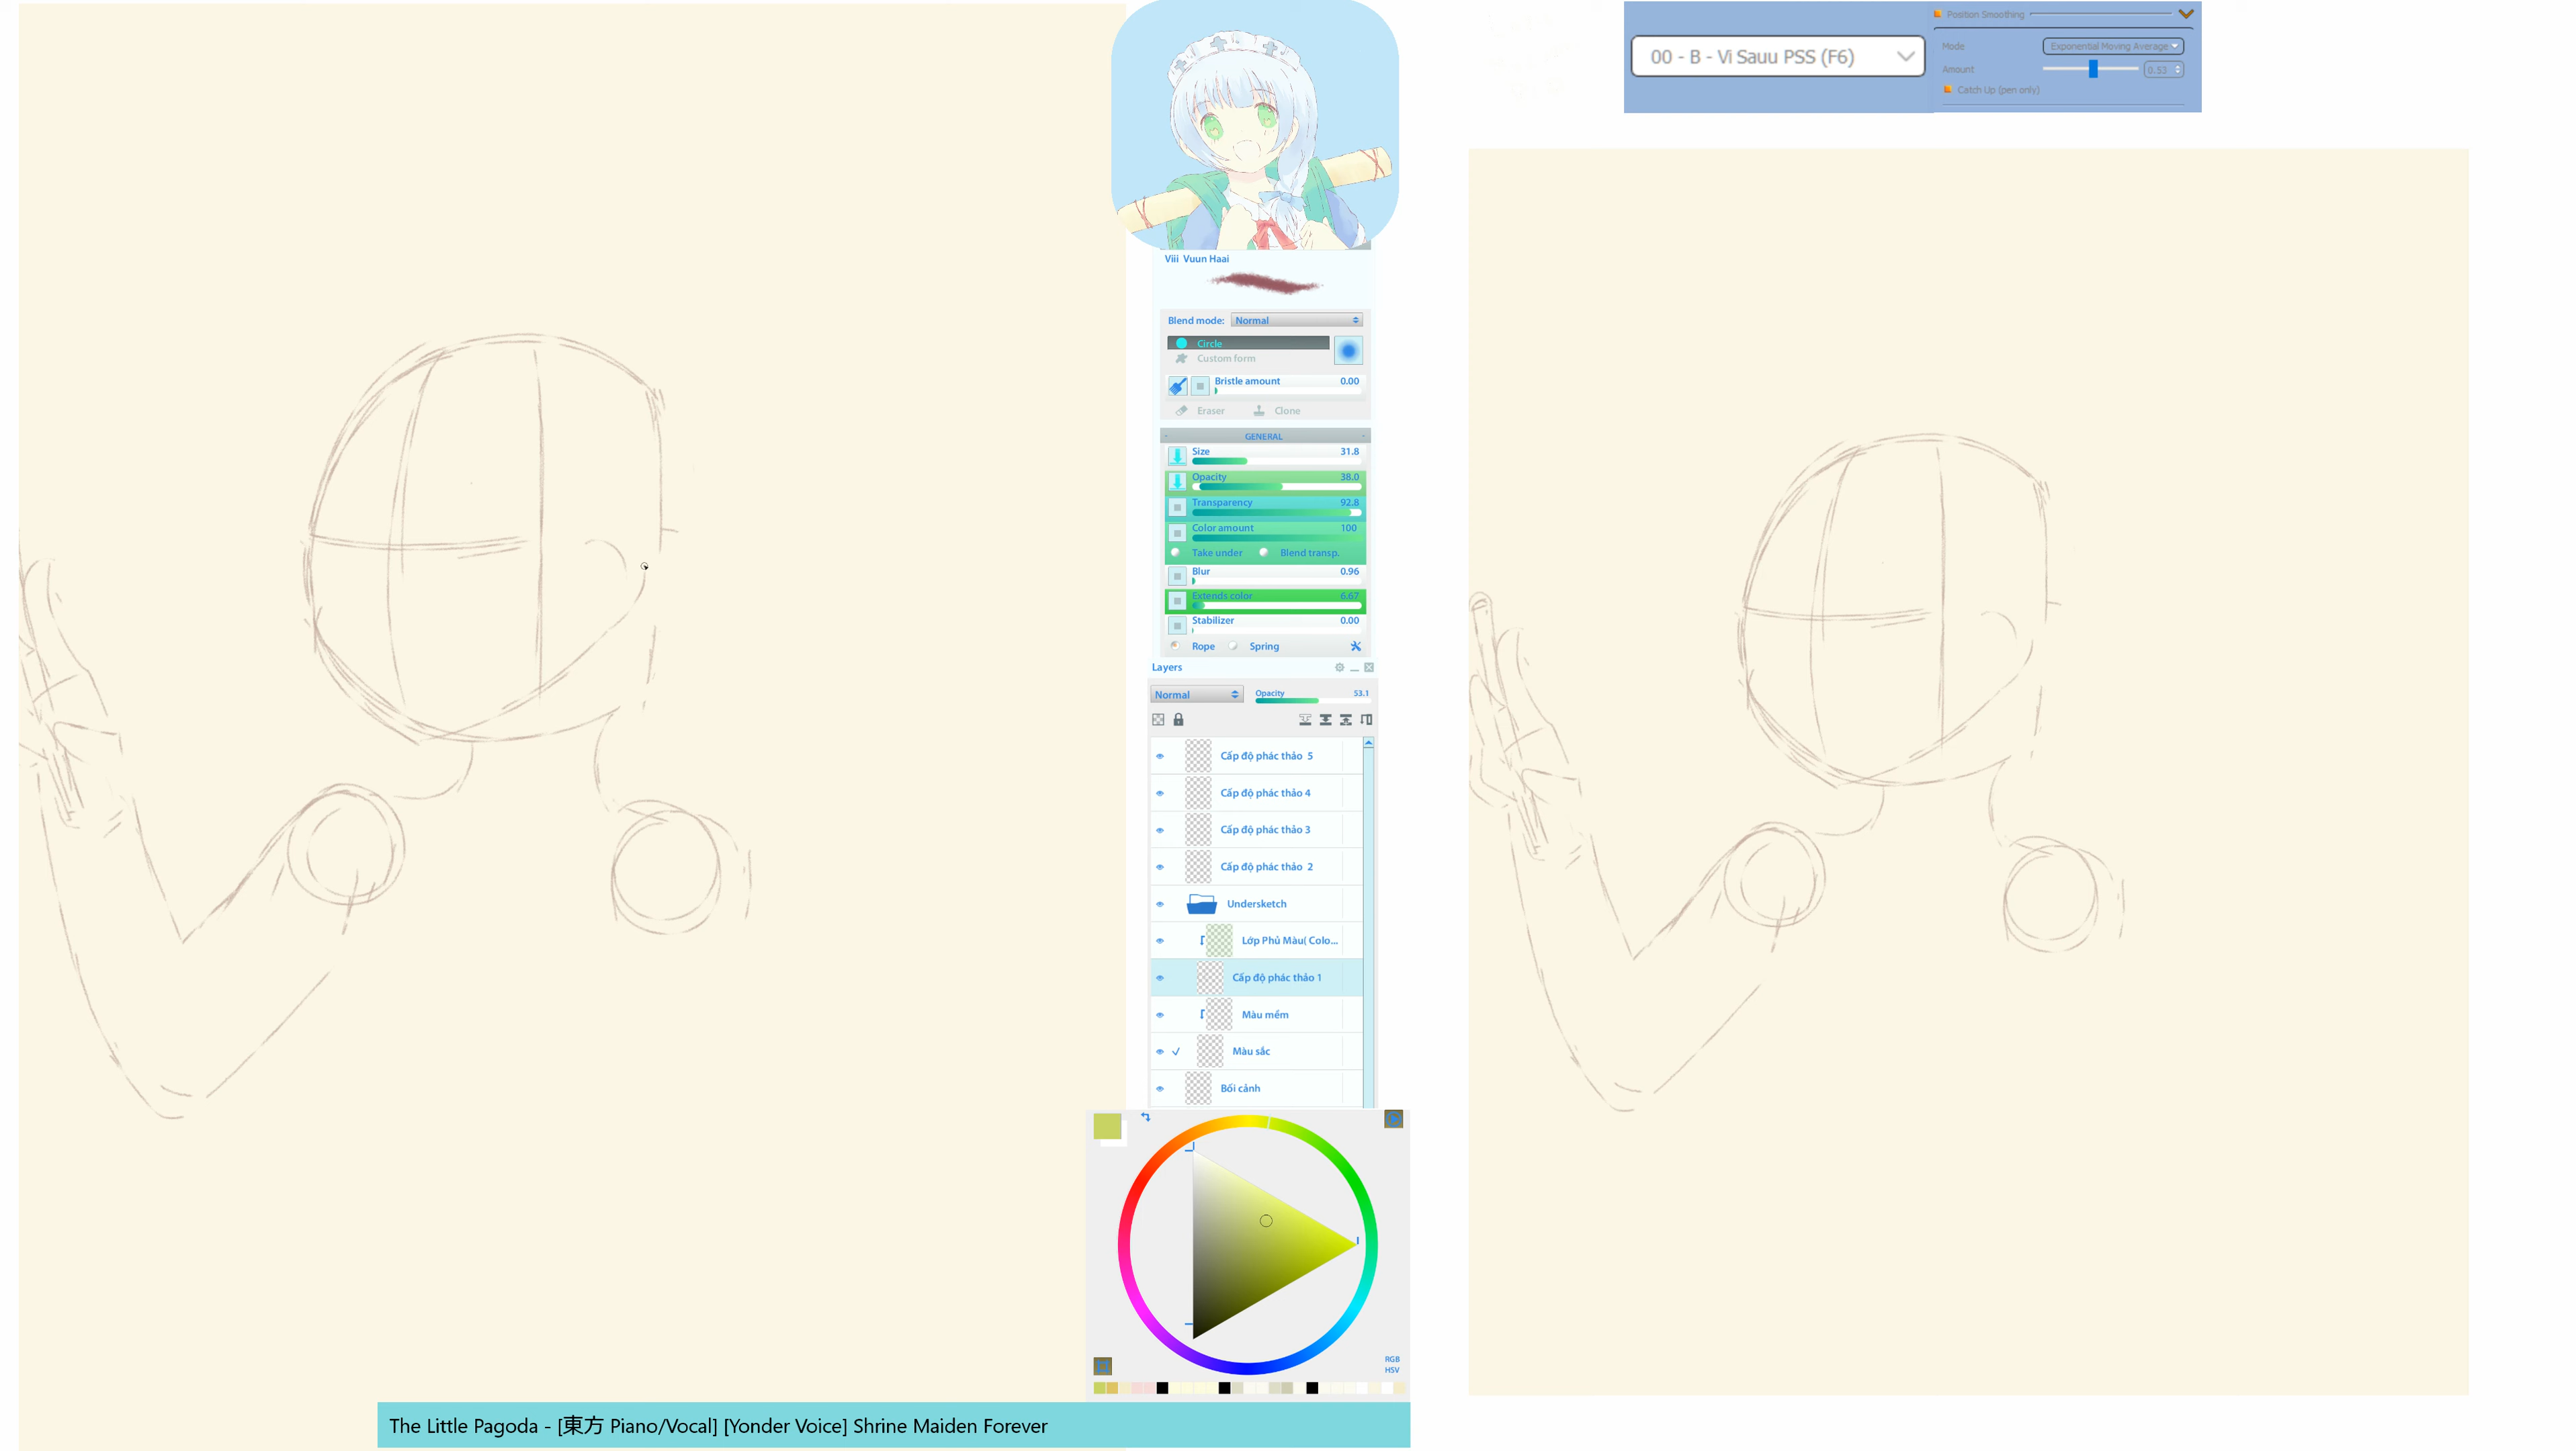 00 - B - Vi Sauu PSS (F6)
Position Smoothing
Mode
Exponential Moving Average
Amount
0.53
Catch Up (pen only)
Viii Vuun Haai
Blend mode: Normal
Circle
Custom form
Bristle amount 0.00
Eraser Clone
GENERAL
Size 31.8
Opacity 38.0
Transparency 92.8
Color amount 100
Take under Blend transp.
Blur 0.96
Extends color 6.67
Stabilizer 0.00
Rope Spring
Layers
Normal Opacity 53.1
Cấp độ phác thảo 5
Cấp độ phác thảo 4
Cấp độ phác thảo 3
Cấp độ phác thảo 2
Undersketch
Lớp Phủ Màu( Colo...
Cấp độ phác thảo 1
Màu mềm
Màu sắc
Bối cảnh
RGB
HSV
The Little Pagoda - [東方 Piano/Vocal] [Yonder Voice] Shrine Maiden Forever